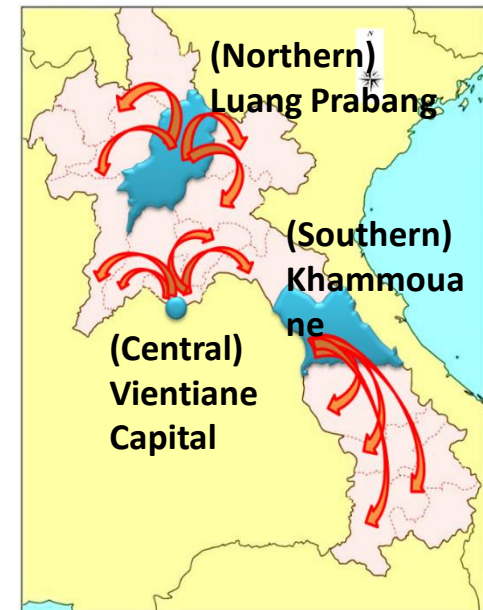 (Northern)
Luang Prabang
N
(Southern)
Khammoua
ne
(Central)
Vientiane
Capital